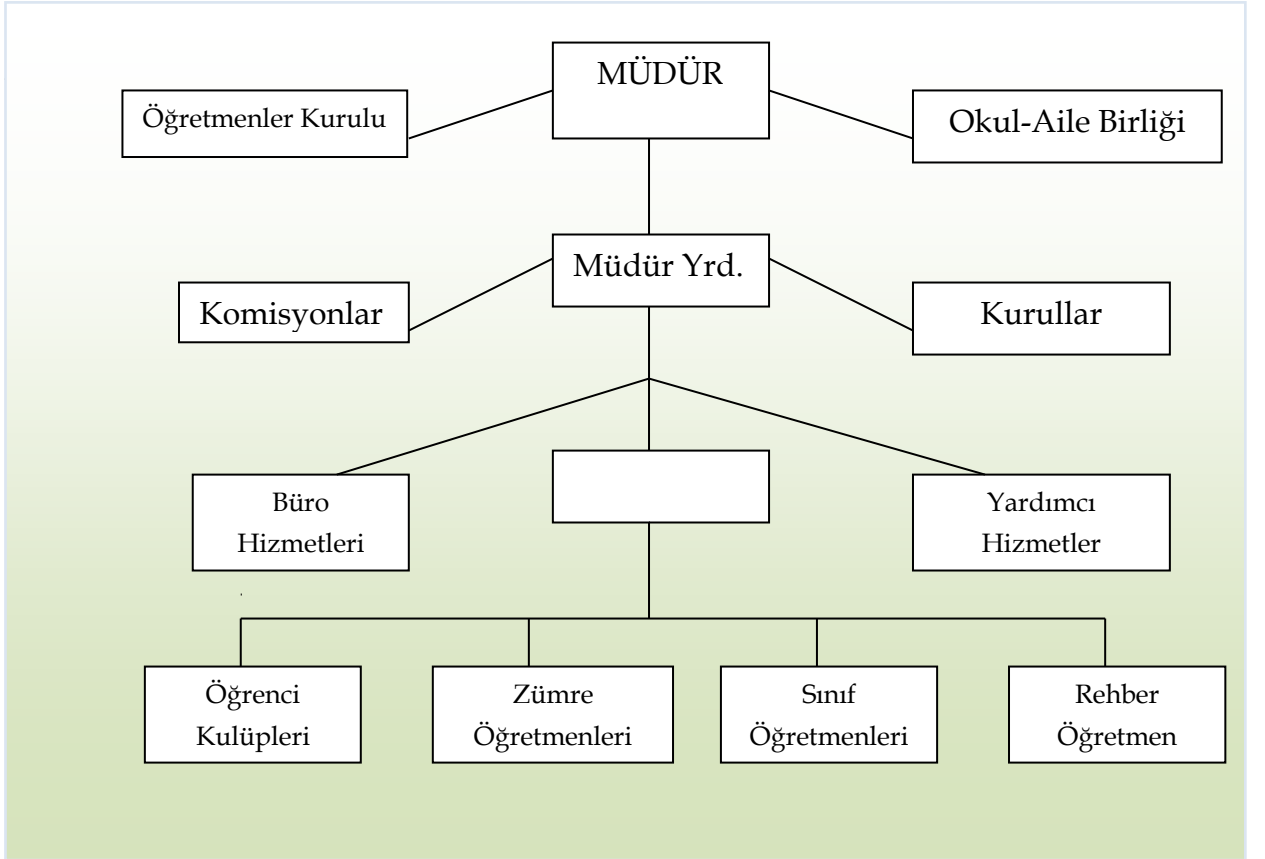 MÜDÜR
Öğretmenler Kurulu
Okul-Aile Birliği
Müdür Yrd.
Komisyonlar
Kurullar
Büro
Hizmetleri
Yardımcı
Hizmetler
Öğrenci
Kulüpleri
Zümre
Öğretmenleri
Sınıf
Öğretmenleri
Rehber
Öğretmen